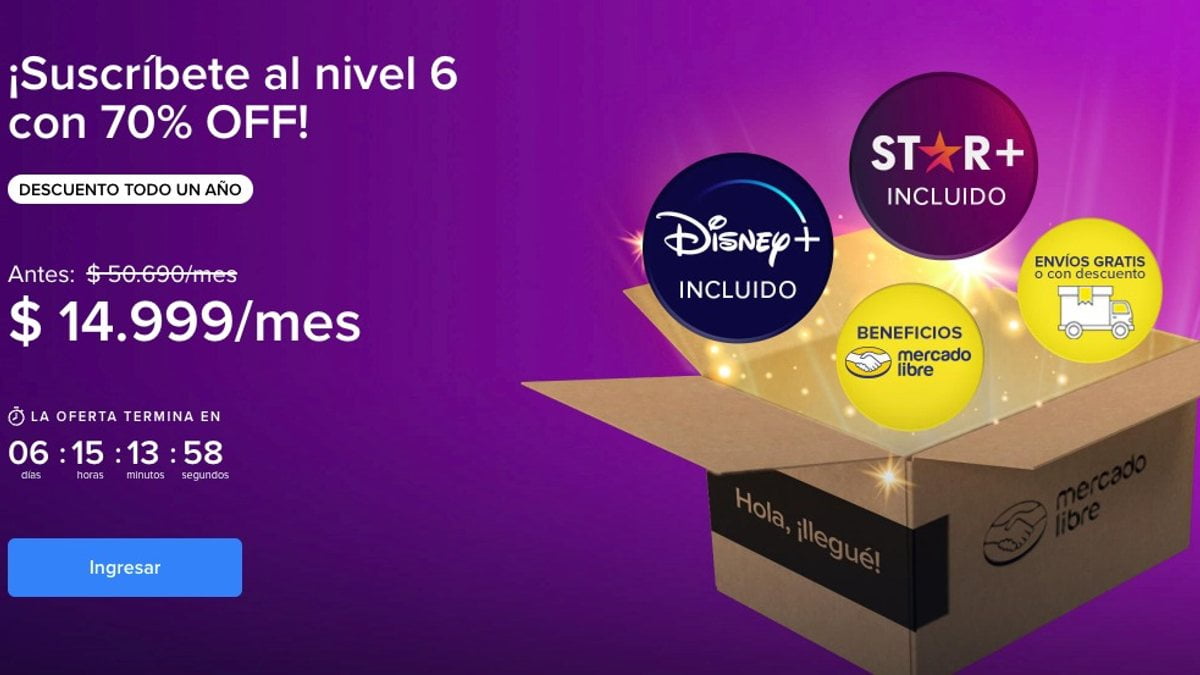 ¡Suscríbete al nivel 6
con 70% OFF!
DESCUENTO TODO UN AÑO
Antes: $ 50.690/mes
$ 14.999/mes
LA OFERTA TERMINA EN
06 : 15 : 13 : 58
días horas minutos segundos
Ingresar
STAR+
INCLUIDO
Disney+
INCLUIDO
ENVÍOS GRATIS
o con descuento
BENEFICIOS
mercado
libre
Hola, ¡llegué!
mercado
libre